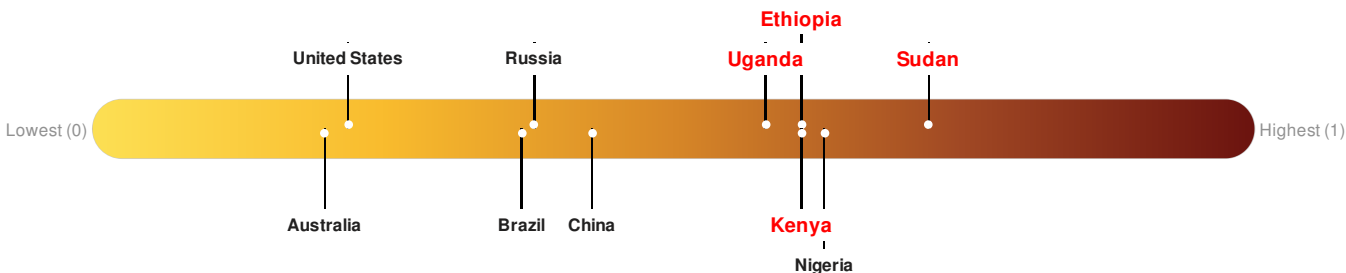 Ethiopia
United States
Russia
Uganda
Sudan
Lowest (0)
Highest (1)
Australia
Brazil
China
Kenya
Nigeria